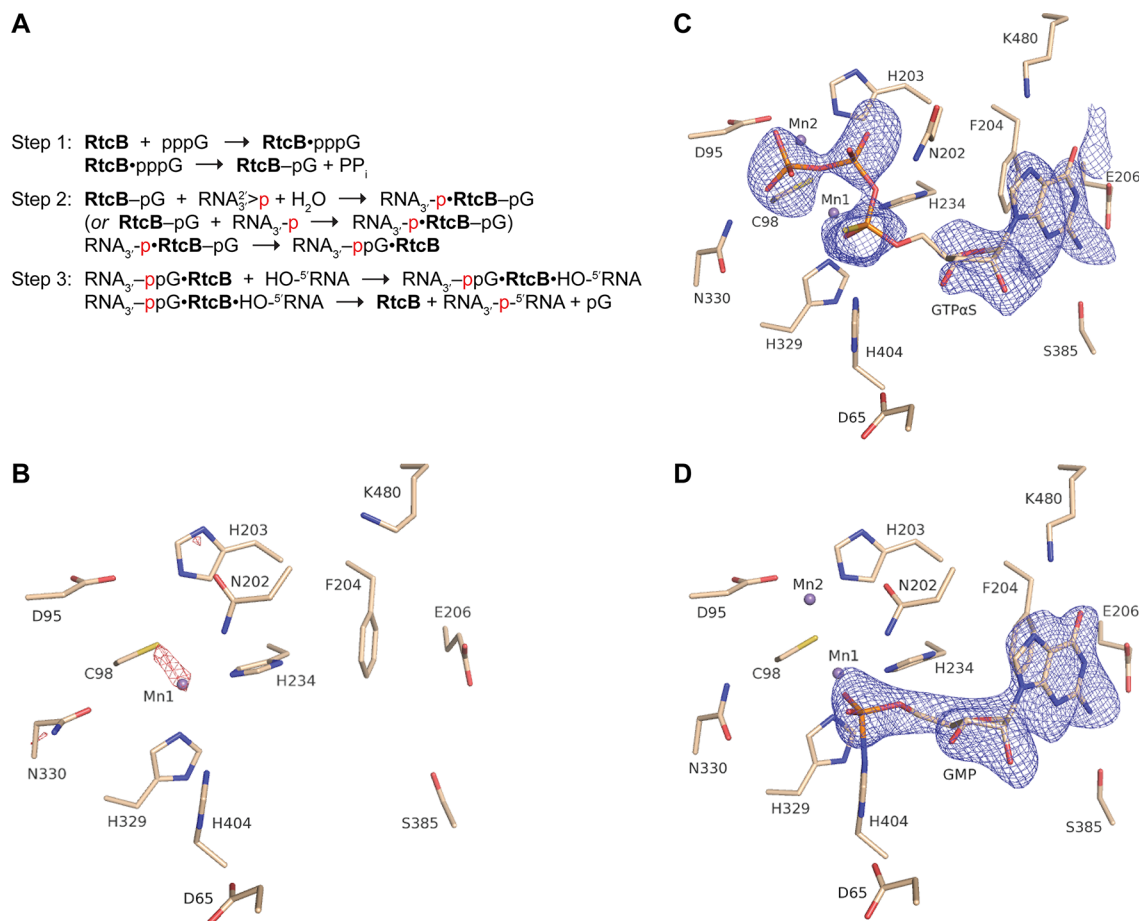 A
Step 1: RtcB + pppG → RtcB•pppG
RtcB•pppG → RtcB–pG + PPi
Step 2: RtcB–pG + RNA3′2′>p + H2O → RNA3′-p•RtcB–pG
(or RtcB–pG + RNA3′-p → RNA3′-p•RtcB–pG)
RNA3′-p•RtcB–pG → RNA3′–ppG•RtcB
Step 3: RNA3′–ppG•RtcB + HO-5′RNA → RNA3′–ppG•RtcB•HO-5′RNA
RNA3′–ppG•RtcB•HO-5′RNA → RtcB + RNA3′-p-5′RNA + pG
C
K480
H203
Mn2
F204
D95
N202
E206
C98
Mn1
H234
N330
GTPαS
H329
H404
S385
D65
B
K480
H203
N202
F204
D95
E206
C98
Mn1
H234
N330
H329
H404
S385
D65
D
K480
H203
Mn2
N202
F204
D95
E206
C98
Mn1
H234
N330
GMP
H329
H404
S385
D65